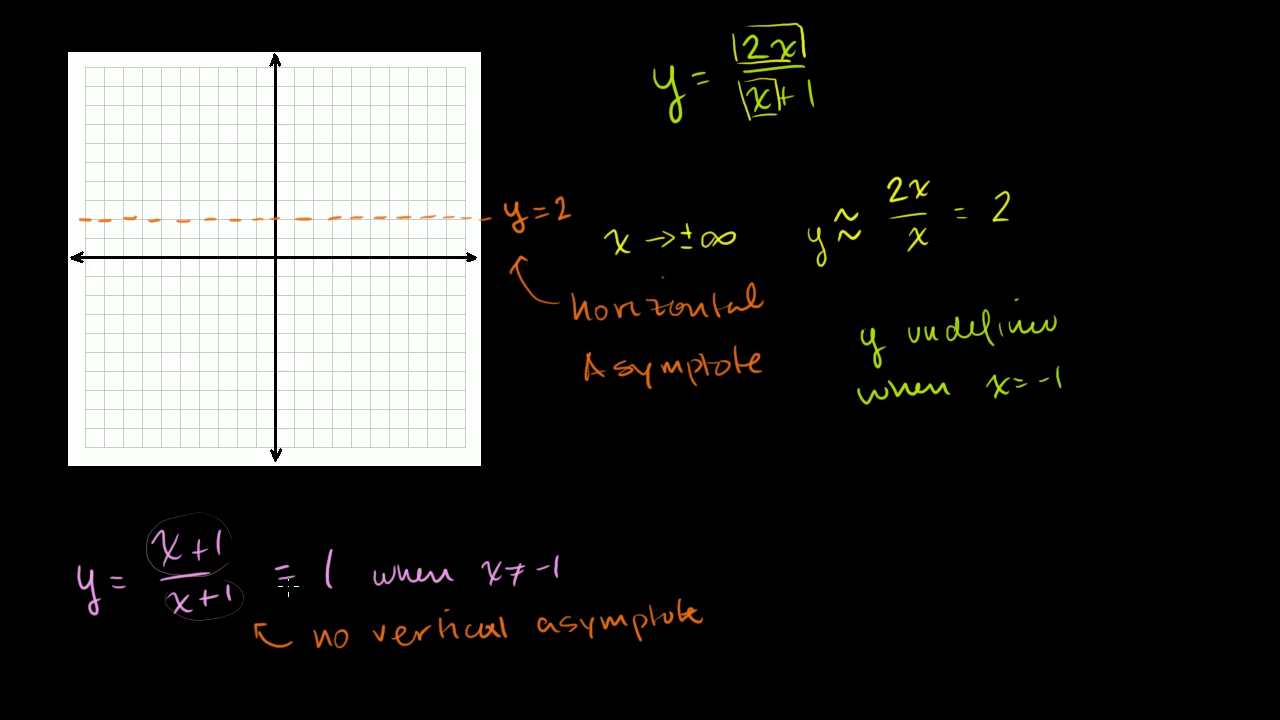 y = 2x / x + 1
y = 2
x → ±∞
y ≈ 2x / x = 2
horizontal
Asymptote
y undefined
when x = -1
y = x + 1 / x + 1 = 1 when x ≠ -1
no vertical asymptote